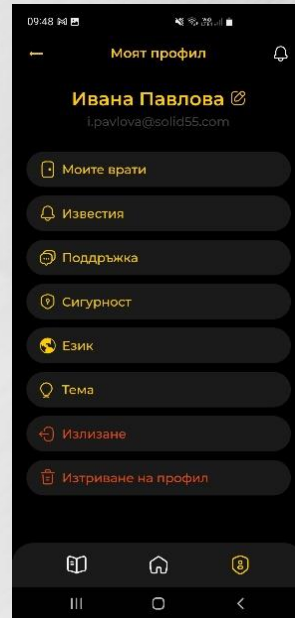 09:48
Моят профил
Ивана Павлова
i.pavlova@solid55.com
Моите врати
Известия
Поддръжка
Сигурност
Език
Тема
Излизане
Изтриване на профил